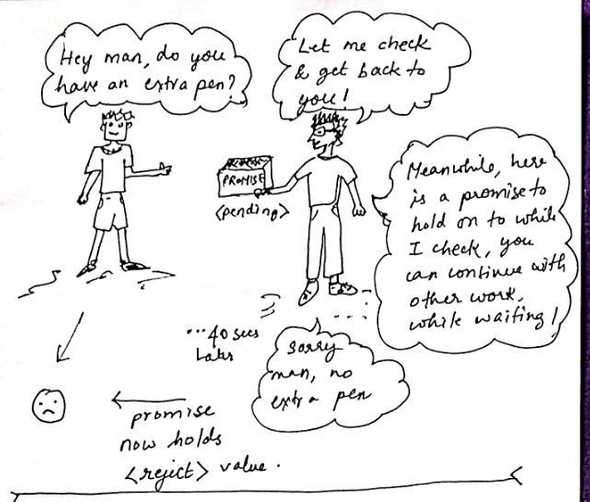 Hey man, do you
have an extra pen?
Let me check
& get back to
you!
PROMISE
<pending>
Meanwhile, here
is a promise to
hold on to while
I check, you
can continue with
other work,
while waiting!
...40 secs
Later
Sorry
man, no
extra pen
promise
now holds
<reject> value.